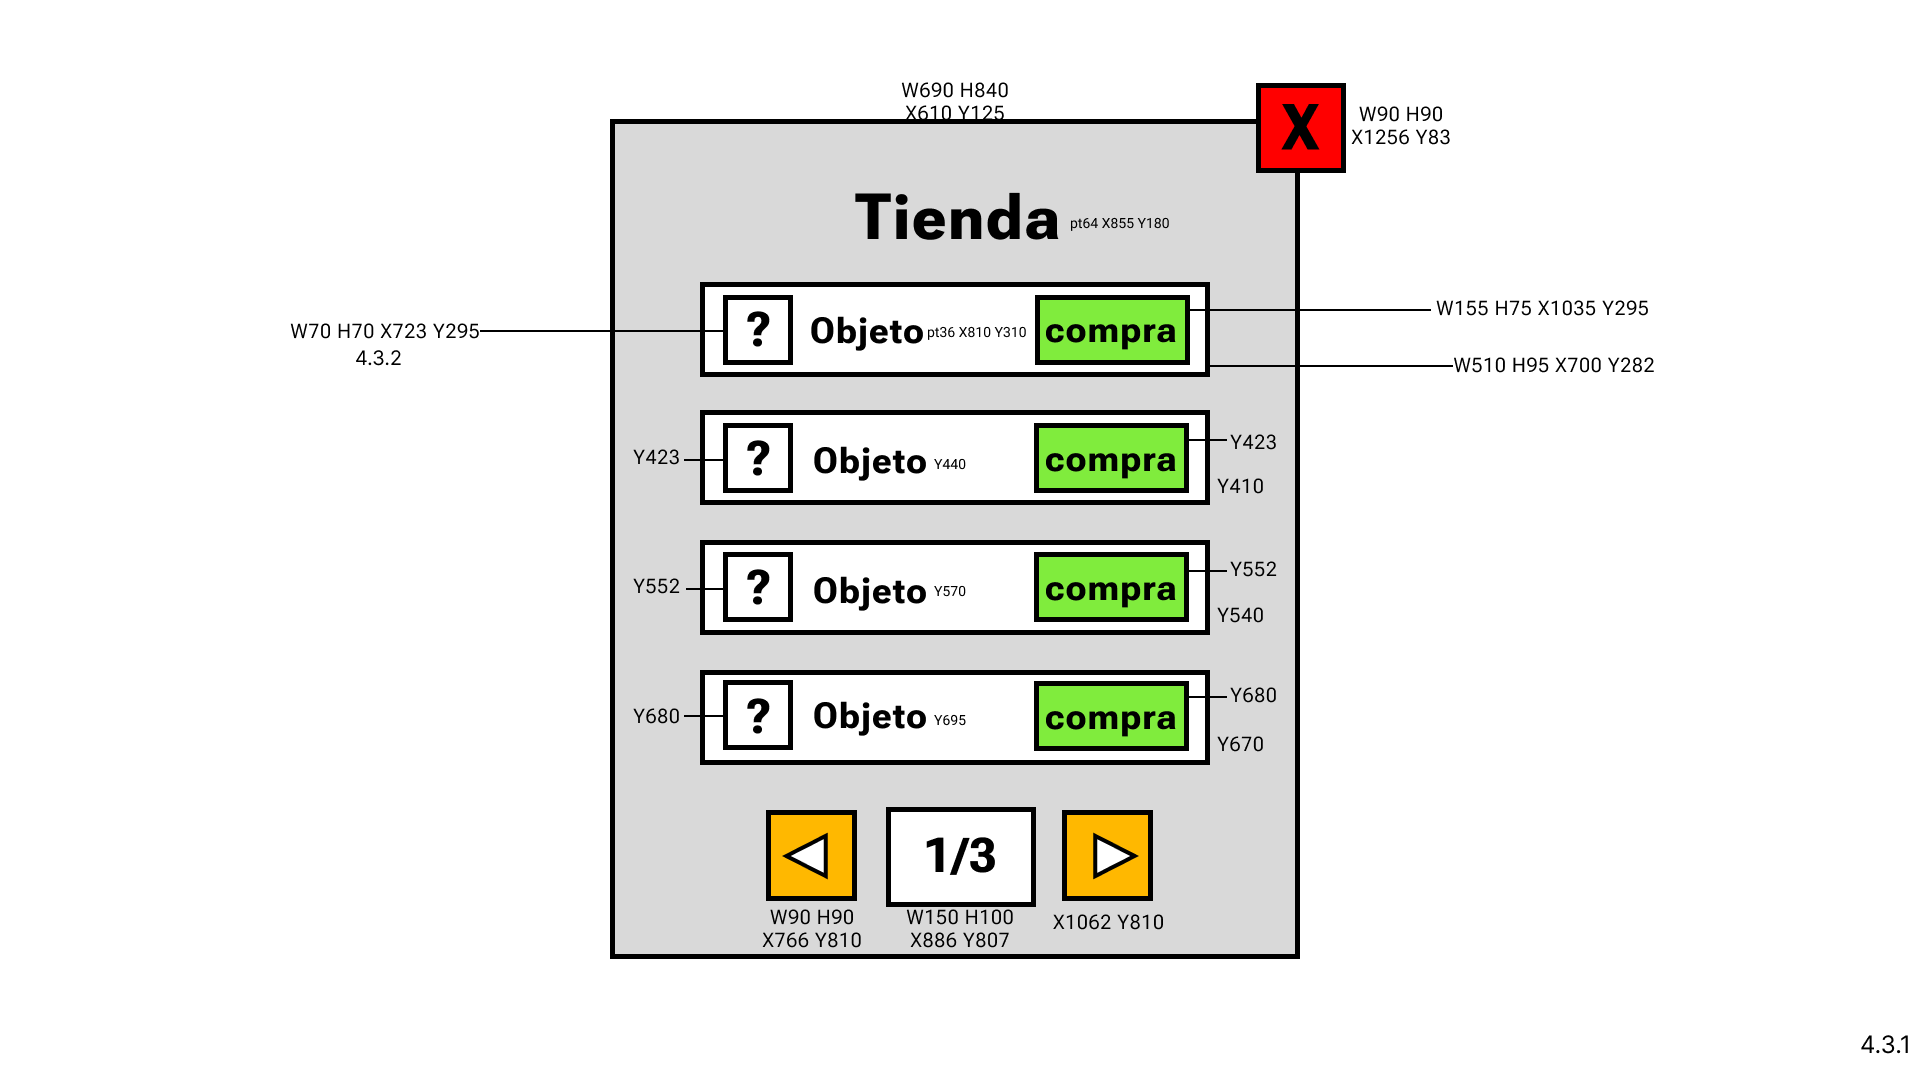 W690 H840
X610 Y125
X
W90 H90
X1256 Y83
Tienda pt64 X855 Y180
W70 H70 X723 Y295
4.3.2
? Objeto pt36 X810 Y310 compra
W155 H75 X1035 Y295
W510 H95 X700 Y282
Y423 ? Objeto Y440 compra Y423
Y410
Y552 ? Objeto Y570 compra Y552
Y540
Y680 ? Objeto Y695 compra Y680
Y670
1/3
W90 H90
X766 Y810
W150 H100
X886 Y807
X1062 Y810
4.3.1